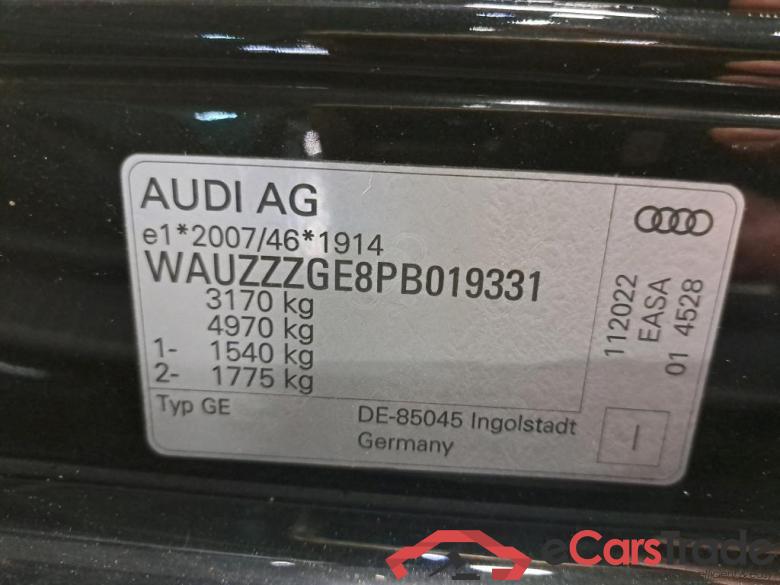 AUDI AG
e1*2007/46*1914
WAUZZZGE8PB019331
3170 kg
4970 kg
1- 1540 kg
2- 1775 kg
Typ GE
DE-85045 Ingolstadt
Germany
112022
EASA
01 4528
I
eCarsTrade